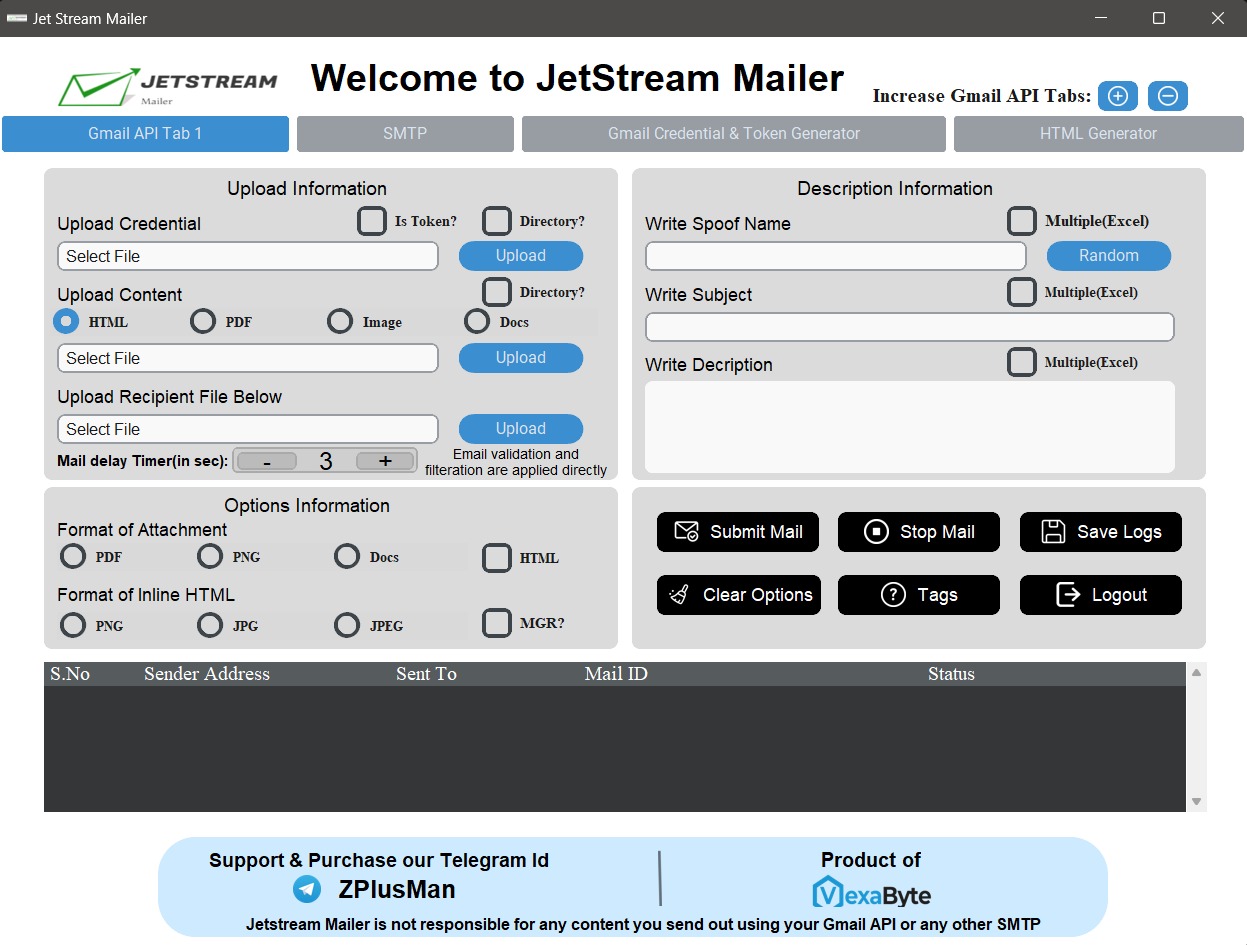 Jet Stream Mailer
JETSTREAM
Mailer
Welcome to JetStream Mailer
Increase Gmail API Tabs:
Gmail API Tab 1
SMTP
Gmail Credential & Token Generator
HTML Generator
Upload Information
Upload Credential
Is Token?
Directory?
Select File
Upload
Upload Content
Directory?
HTML
PDF
Image
Docs
Select File
Upload
Upload Recipient File Below
Select File
Upload
Mail delay Timer(in sec):
-
3
+
Email validation and
filteration are applied directly
Description Information
Write Spoof Name
Multiple(Excel)
Random
Write Subject
Multiple(Excel)
Write Decription
Multiple(Excel)
Options Information
Format of Attachment
PDF
PNG
Docs
HTML
Format of Inline HTML
PNG
JPG
JPEG
MGR?
Submit Mail
Stop Mail
Save Logs
Clear Options
? Tags
Logout
S.No
Sender Address
Sent To
Mail ID
Status
Support & Purchase our Telegram Id
ZPlusMan
Product of
VexaByte
Jetstream Mailer is not responsible for any content you send out using your Gmail API or any other SMTP